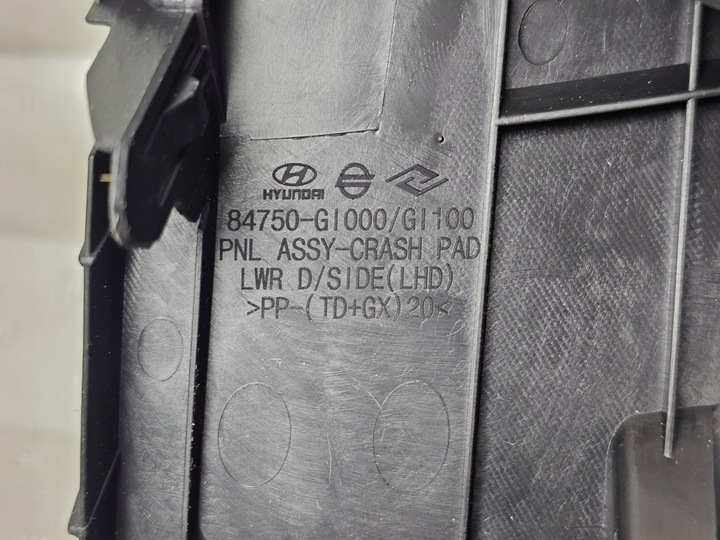 HYUNDAI
84750-GI000/GI100
PNL ASSY-CRASH PAD
LWR D/SIDE(LHD)
>PP-(TD+GX)20<